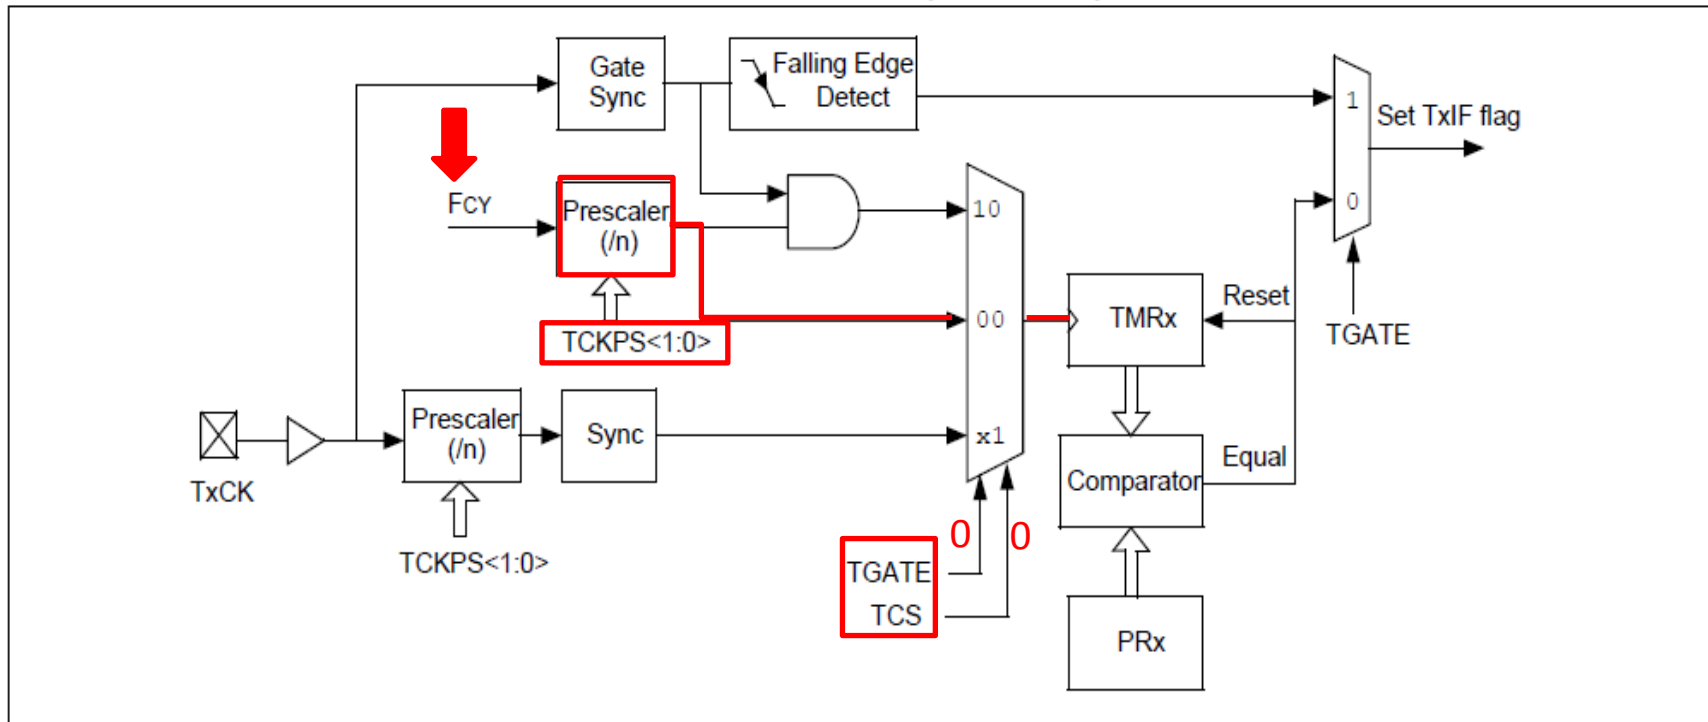 Gate
Sync
Falling Edge
Detect
1
Set TxIF flag
FCY
Prescaler
(/n)
10
0
TCKPS<1:0>
00
TMRx
Reset
TGATE
TxCK
Prescaler
(/n)
Sync
x1
Comparator
Equal
TCKPS<1:0>
0
0
TGATE
TCS
PRx